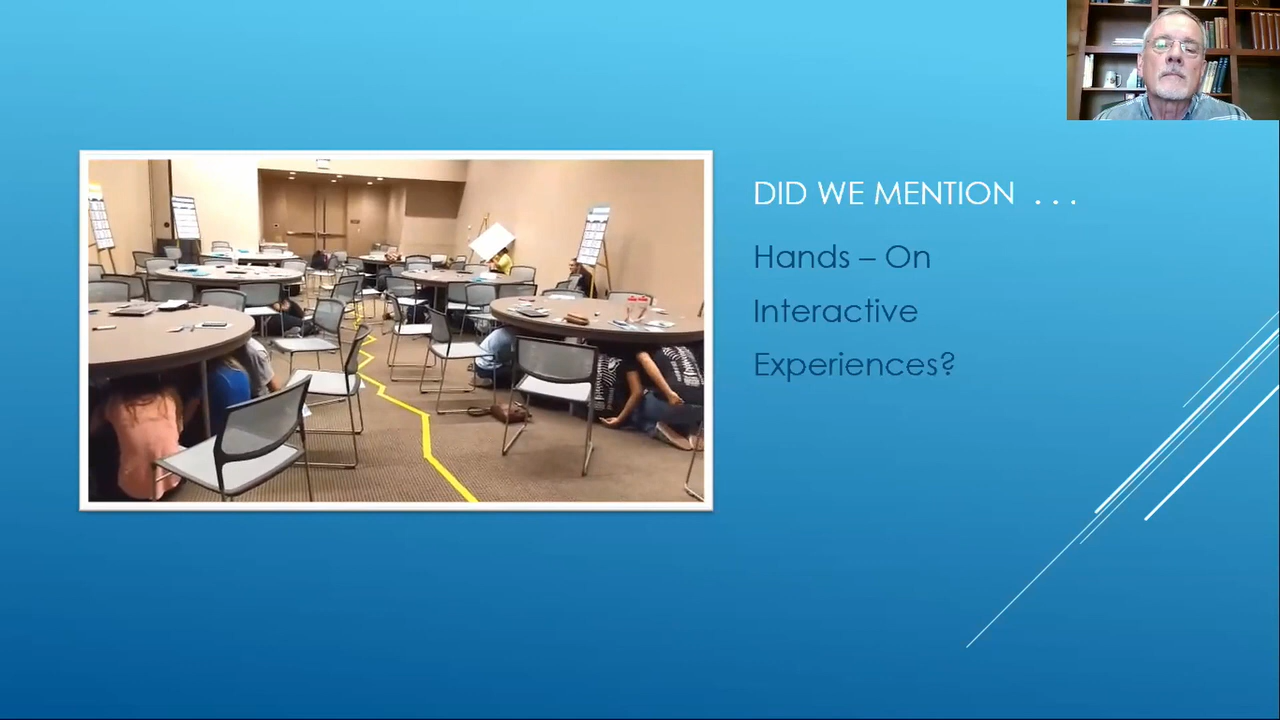 DID WE MENTION . . .
Hands – On
Interactive
Experiences?